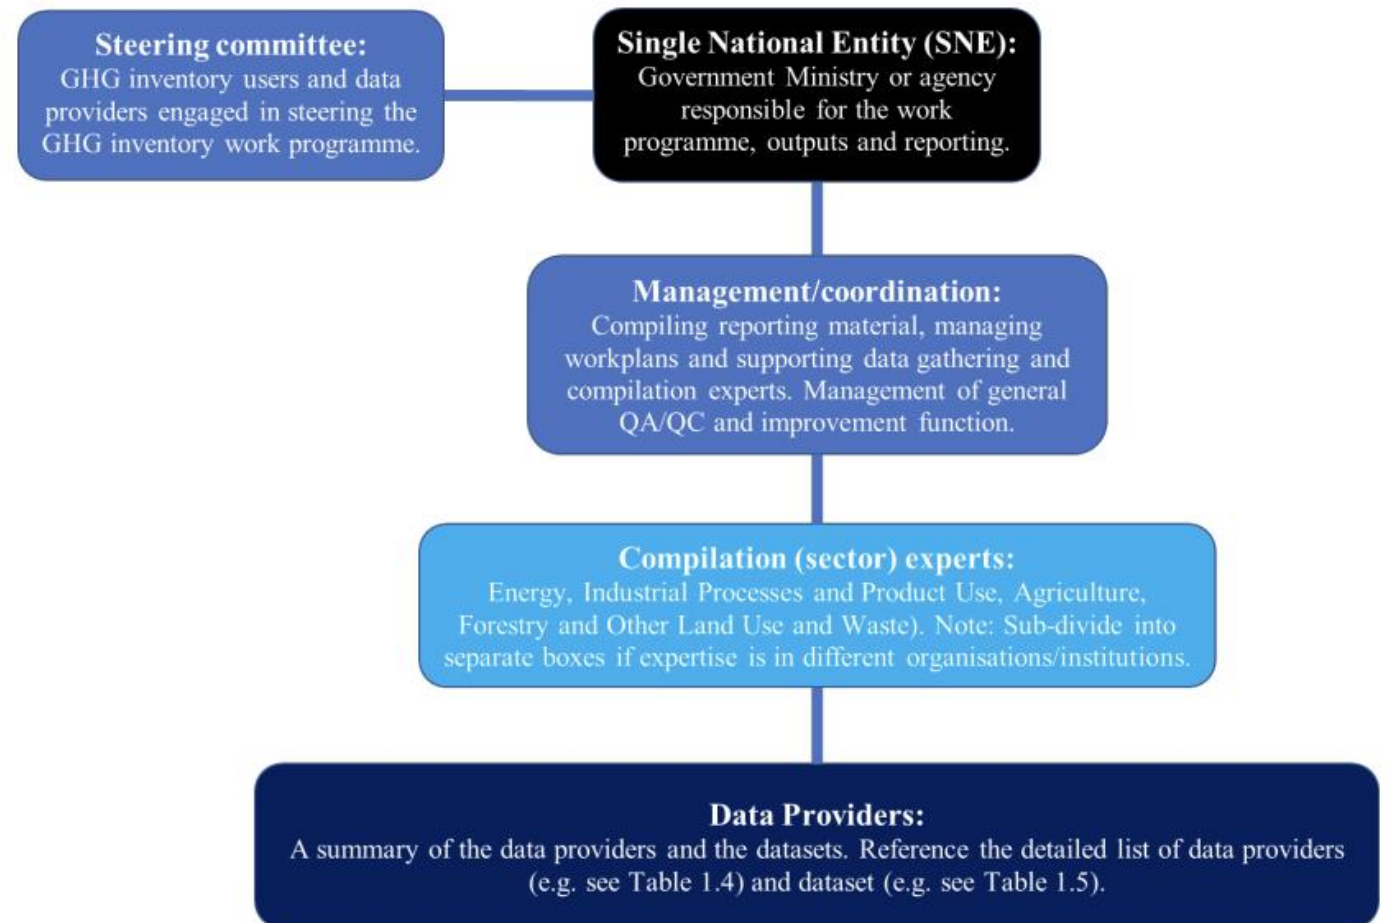 Steering committee:
GHG inventory users and data
providers engaged in steering the
GHG inventory work programme.
Single National Entity (SNE):
Government Ministry or agency
responsible for the work
programme, outputs and reporting.
Management/coordination:
Compiling reporting material, managing
workplans and supporting data gathering and
compilation experts. Management of general
QA/QC and improvement function.
Compilation (sector) experts:
Energy, Industrial Processes and Product Use, Agriculture,
Forestry and Other Land Use and Waste). Note: Sub-divide into
separate boxes if expertise is in different organisations/institutions.
Data Providers:
A summary of the data providers and the datasets. Reference the detailed list of data providers
(e.g. see Table 1.4) and dataset (e.g. see Table 1.5).